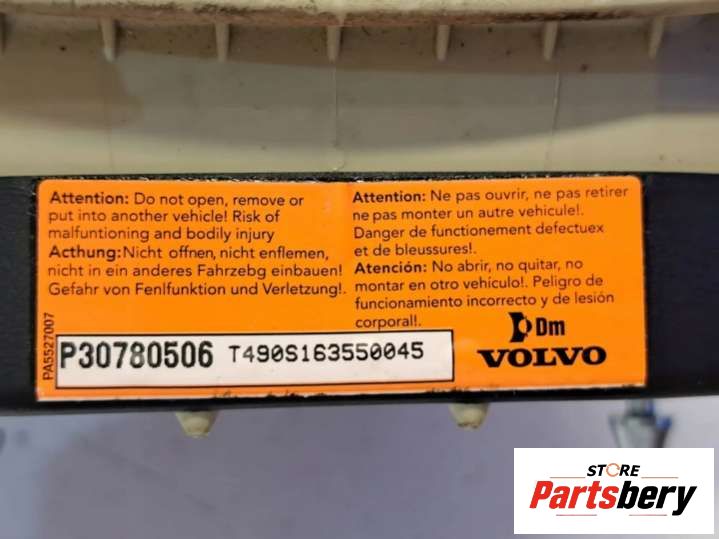 Attention: Do not open, remove or
put into another vehicle! Risk of
malfuntioning and bodily injury
Acthung: Nicht offnen, nicht enflemen,
nicht in ein anderes Fahrzebg einbauen!
Gefahr von Fenlfunktion und Verletzung!.
Attention: Ne pas ouvrir, ne pas retirer
ne pas monter un autre vehicule!.
Danger de functionement defectuex
et de bleussures!.
Atención: No abrir, no quitar, no
montar en otro vehículo!. Peligro de
funcionamiento incorrecto y de lesión
corporal!.
PA5527007
P30780506 T490S163550045
Dm
VOLVO
STORE
Partsbery